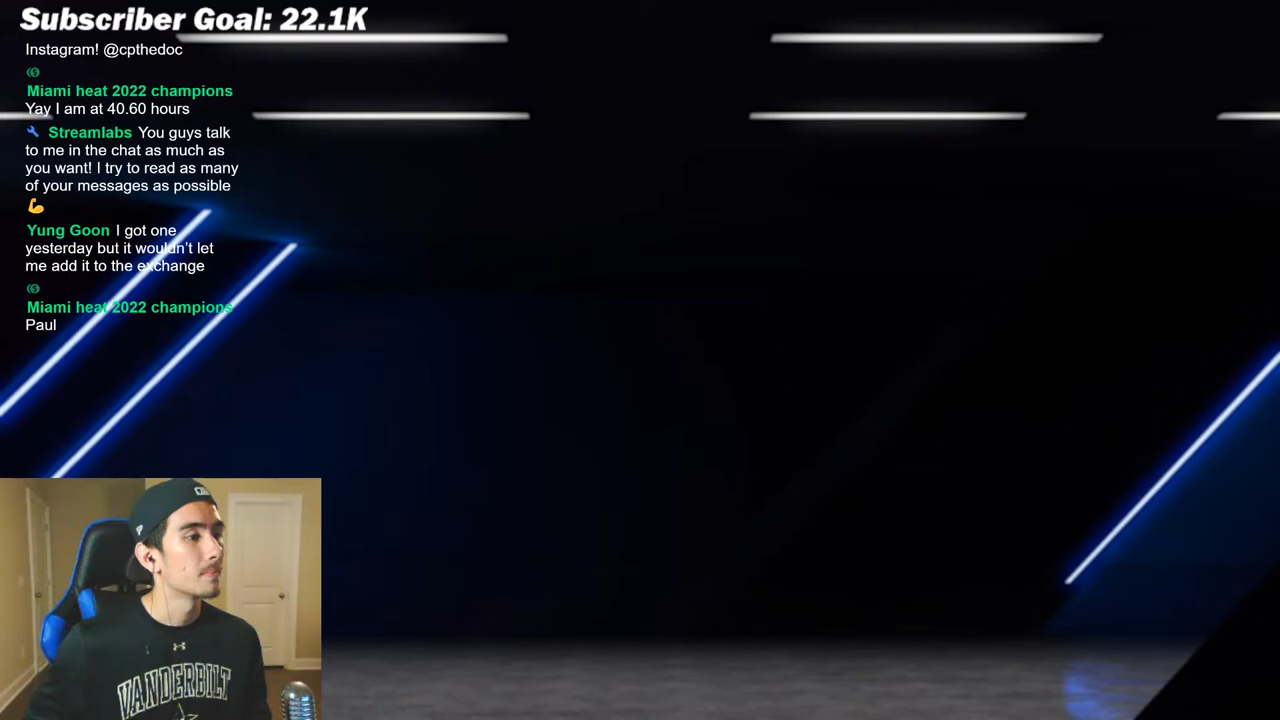 Subscriber Goal: 22.1K
Instagram! @cpthedoc
Miami heat 2022 champions
Yay I am at 40.60 hours
Streamlabs You guys talk
to me in the chat as much as
you want! I try to read as many
of your messages as possible
💪
Yung Goon I got one
yesterday but it wouldn't let
me add it to the exchange
Miami heat 2022 champions
Paul
VANDERBILT